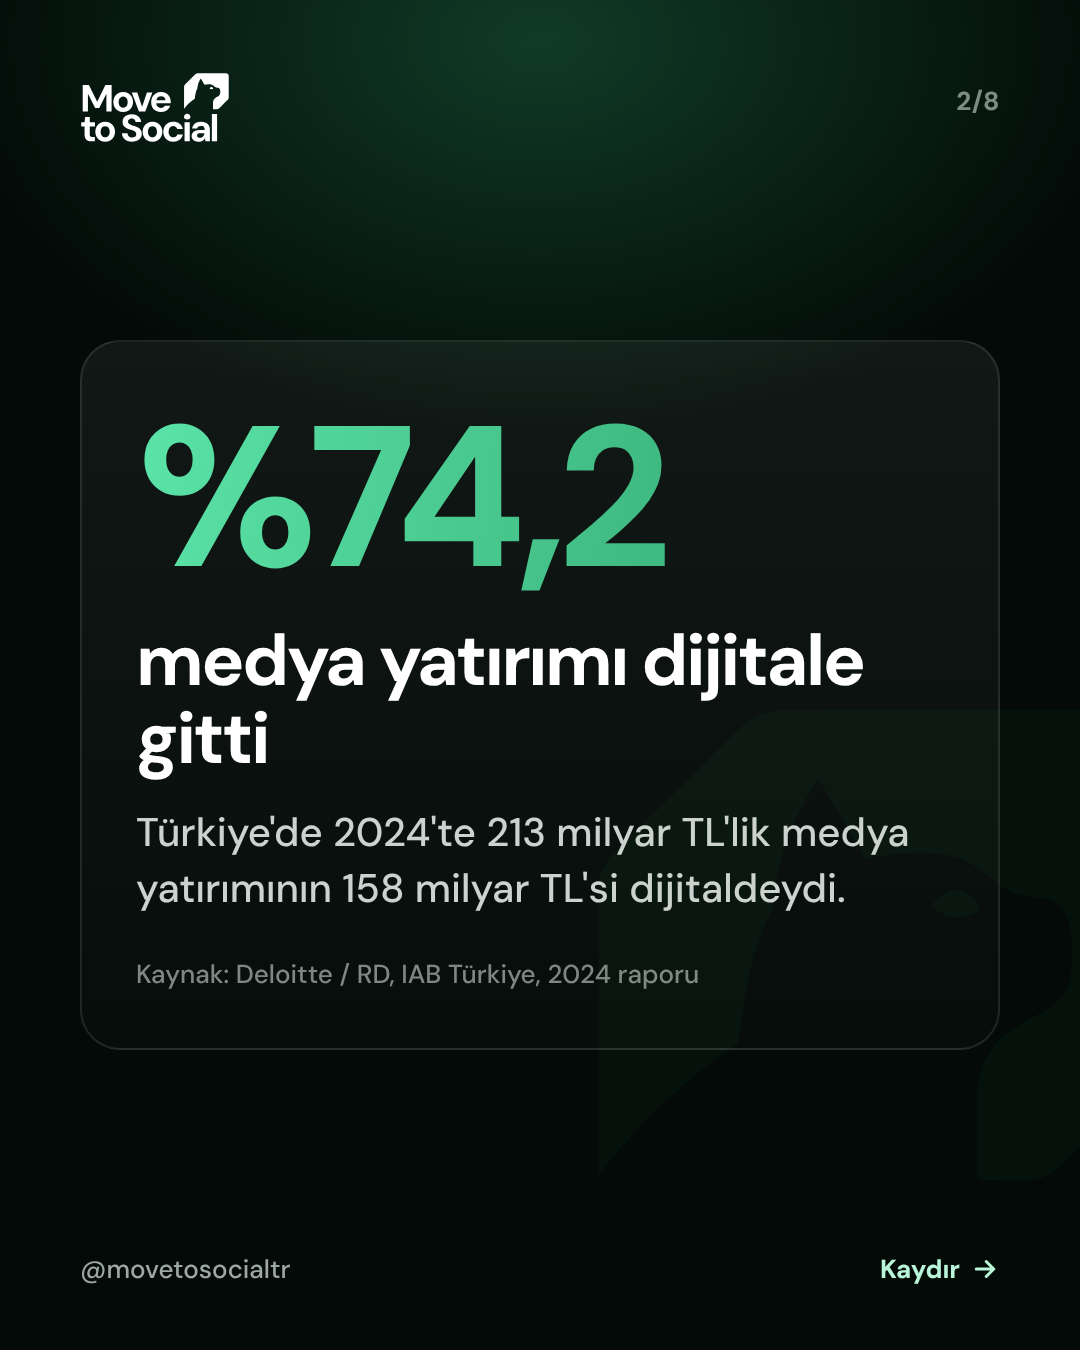 Move
to Social
2/8
%74,2
medya yatırımı dijitale
gitti
Türkiye'de 2024'te 213 milyar TL'lik medya
yatırımının 158 milyar TL'si dijitaldeydi.
Kaynak: Deloitte / RD, IAB Türkiye, 2024 raporu
@movetosocialtr
Kaydır →